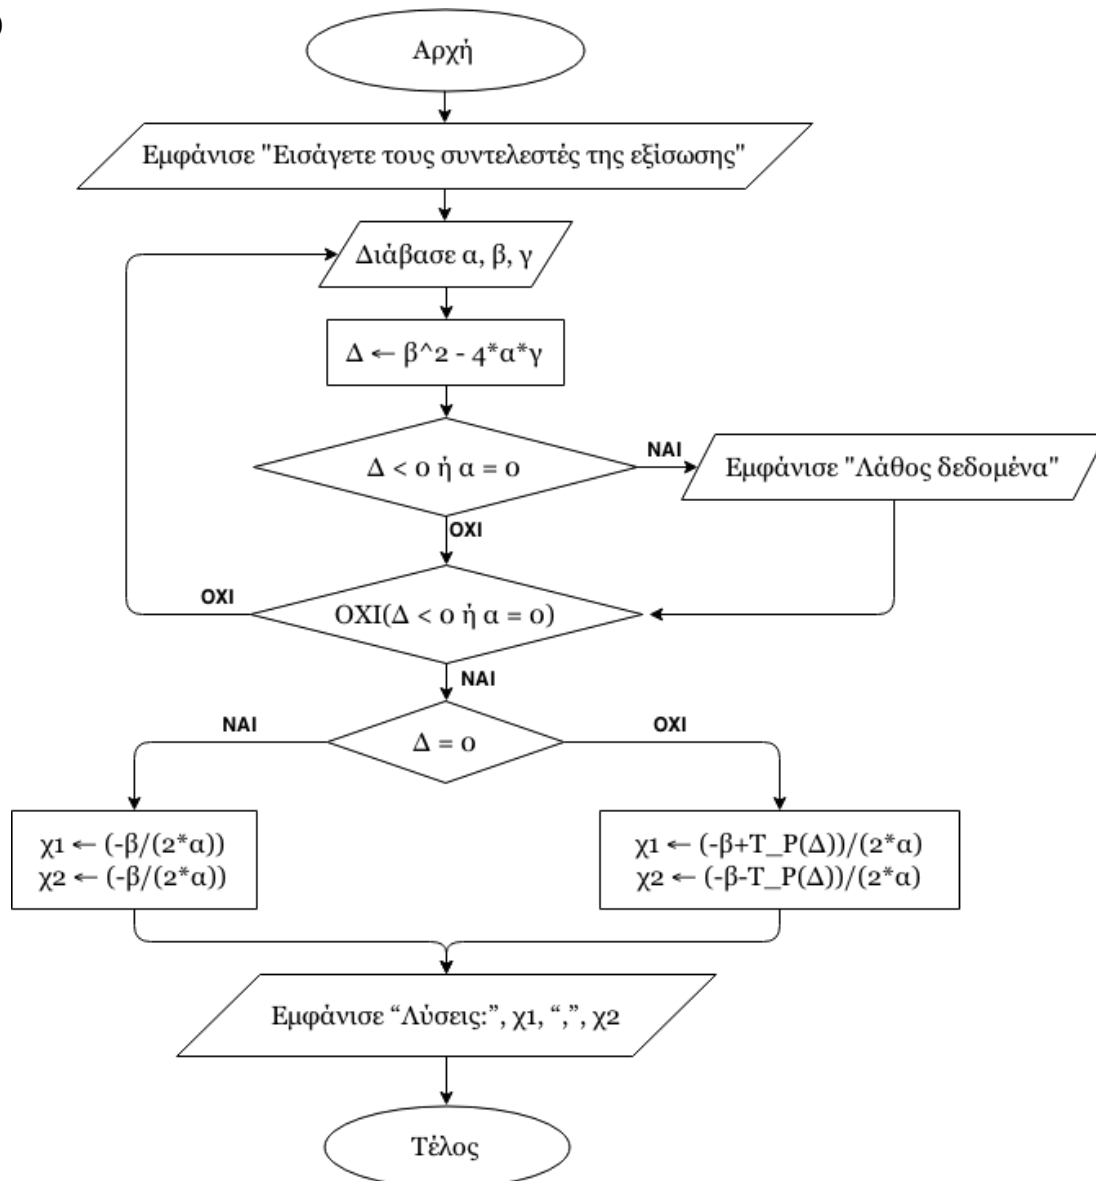 )
Αρχή
Εμφάνισε "Εισάγετε τους συντελεστές της εξίσωσης"
Διάβασε α, β, γ
Δ ← β^2 - 4*α*γ
Δ < 0 ή α = 0
ΝΑΙ
Εμφάνισε "Λάθος δεδομένα"
ΟΧΙ
ΟΧΙ
ΟΧΙ(Δ < 0 ή α = 0)
ΝΑΙ
ΝΑΙ
Δ = 0
ΟΧΙ
χ1 ← (-β/(2*α))
χ2 ← (-β/(2*α))
χ1 ← (-β+Τ_Ρ(Δ))/(2*α)
χ2 ← (-β-Τ_Ρ(Δ))/(2*α)
Εμφάνισε “Λύσεις:”, χ1, “,”, χ2
Τέλος